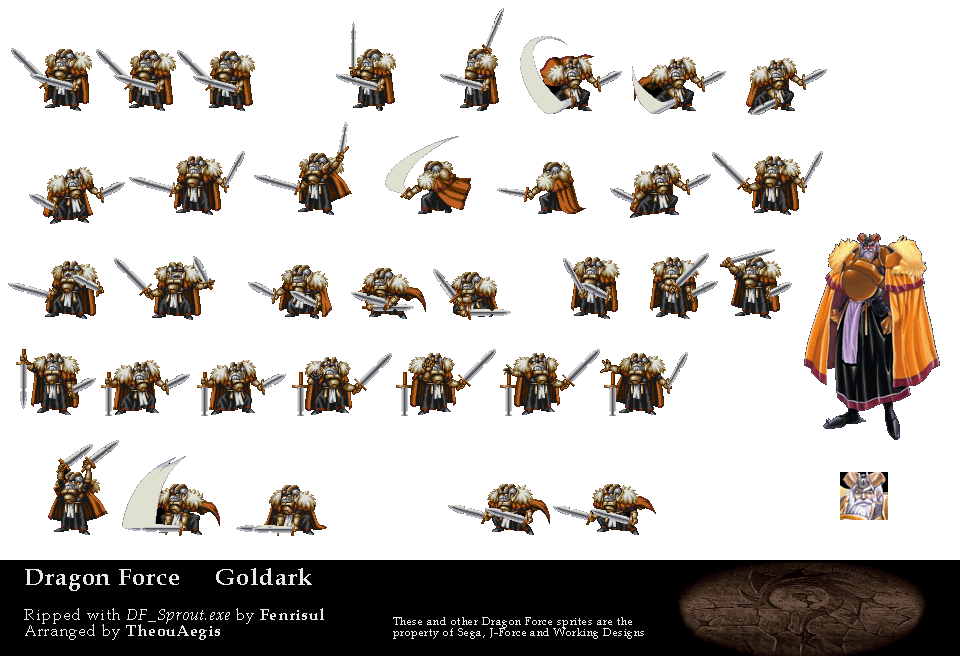 Dragon Force Goldark
Ripped with DF_Sprout.exe by Fenrisul
Arranged by TheouAegis
These and other Dragon Force sprites are the
property of Sega, J-Force and Working Designs